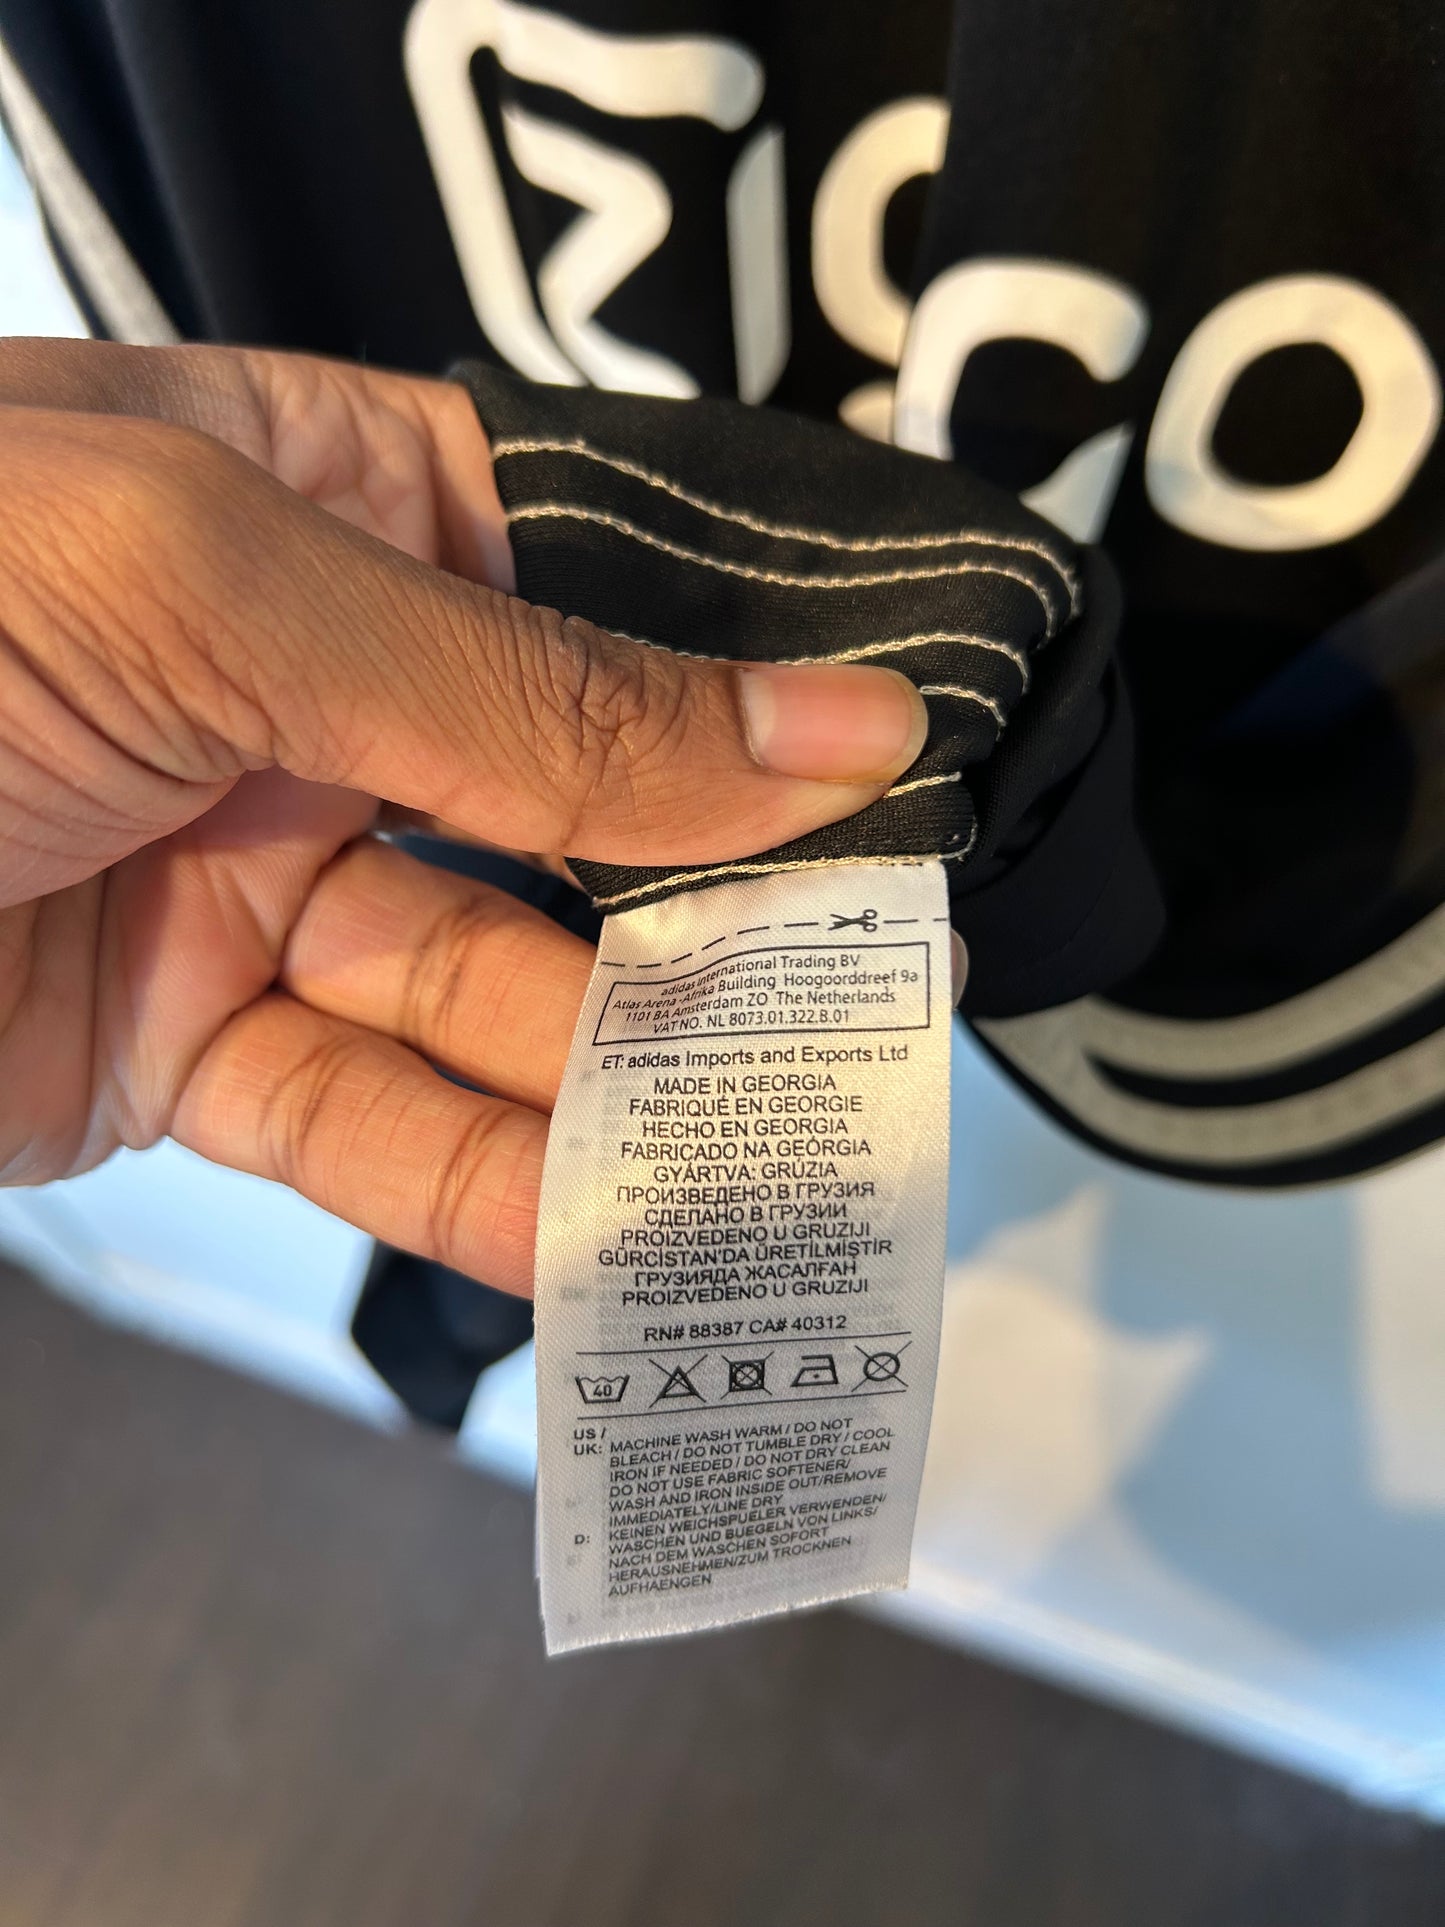 ZIGGO
adidas International Trading BV
Atlas Arena -Afrika Building Hoogoorddreef 9a
1101 BA Amsterdam ZO The Netherlands
VAT NO. NL 8073.01.322.B.01
ET: adidas Imports and Exports Ltd
MADE IN GEORGIA
FABRIQUÉ EN GEORGIE
HECHO EN GEORGIA
FABRICADO NA GEÓRGIA
GYÁRTVA: GRÚZIA
ПРОИЗВЕДЕНО В ГРУЗИЯ
СДЕЛАНО В ГРУЗИИ
PROIZVEDENO U GRUZIJI
GÜRCİSTAN'DA ÜRETİLMİŞTİR
ГРУЗИЯДА ЖАСАЛҒАН
PROIZVEDENO U GRUZIJI
RN# 88387 CA# 40312
40
US /
UK: MACHINE WASH WARM / DO NOT
BLEACH / DO NOT TUMBLE DRY / COOL
IRON IF NEEDED / DO NOT DRY CLEAN
DO NOT USE FABRIC SOFTENER/
WASH AND IRON INSIDE OUT/REMOVE
IMMEDIATELY/LINE DRY
D: KEINEN WEICHSPUELER VERWENDEN/
WASCHEN UND BUEGELN VON LINKS/
NACH DEM WASCHEN SOFORT
HERAUSNEHMEN/ZUM TROCKNEN
AUFHAENGEN